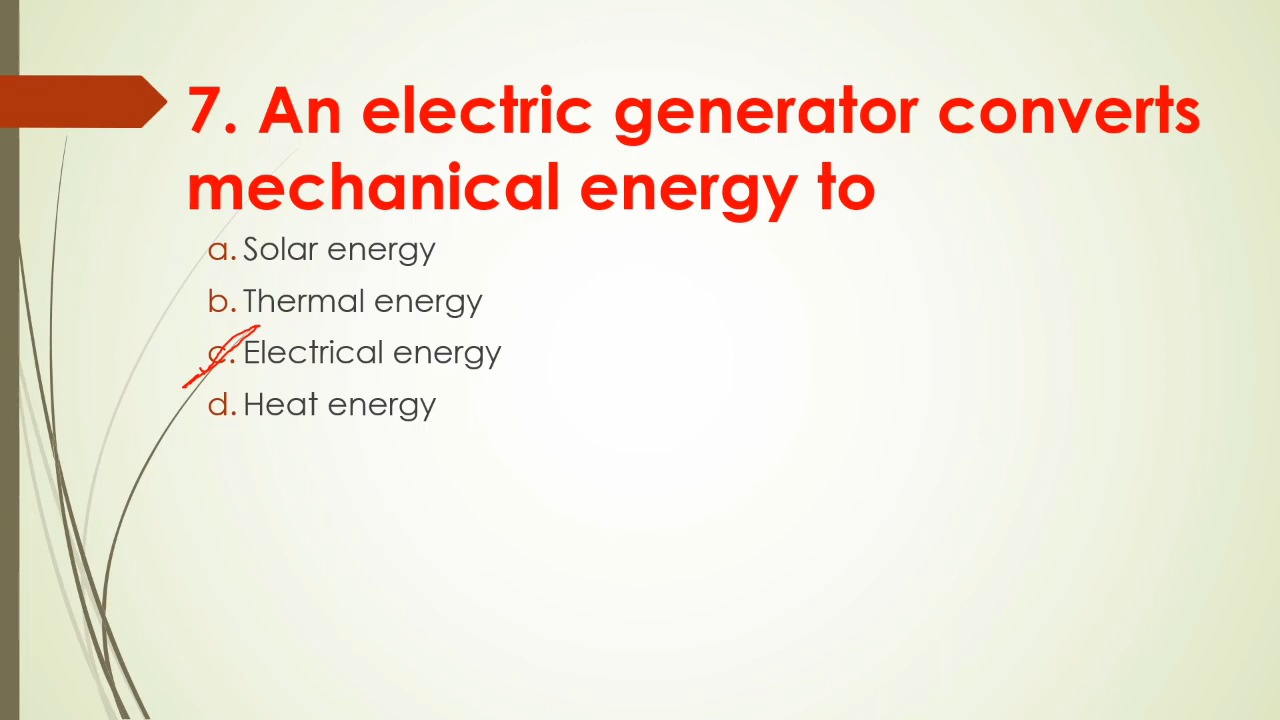 7. An electric generator converts
mechanical energy to
a. Solar energy
b. Thermal energy
c. Electrical energy
d. Heat energy